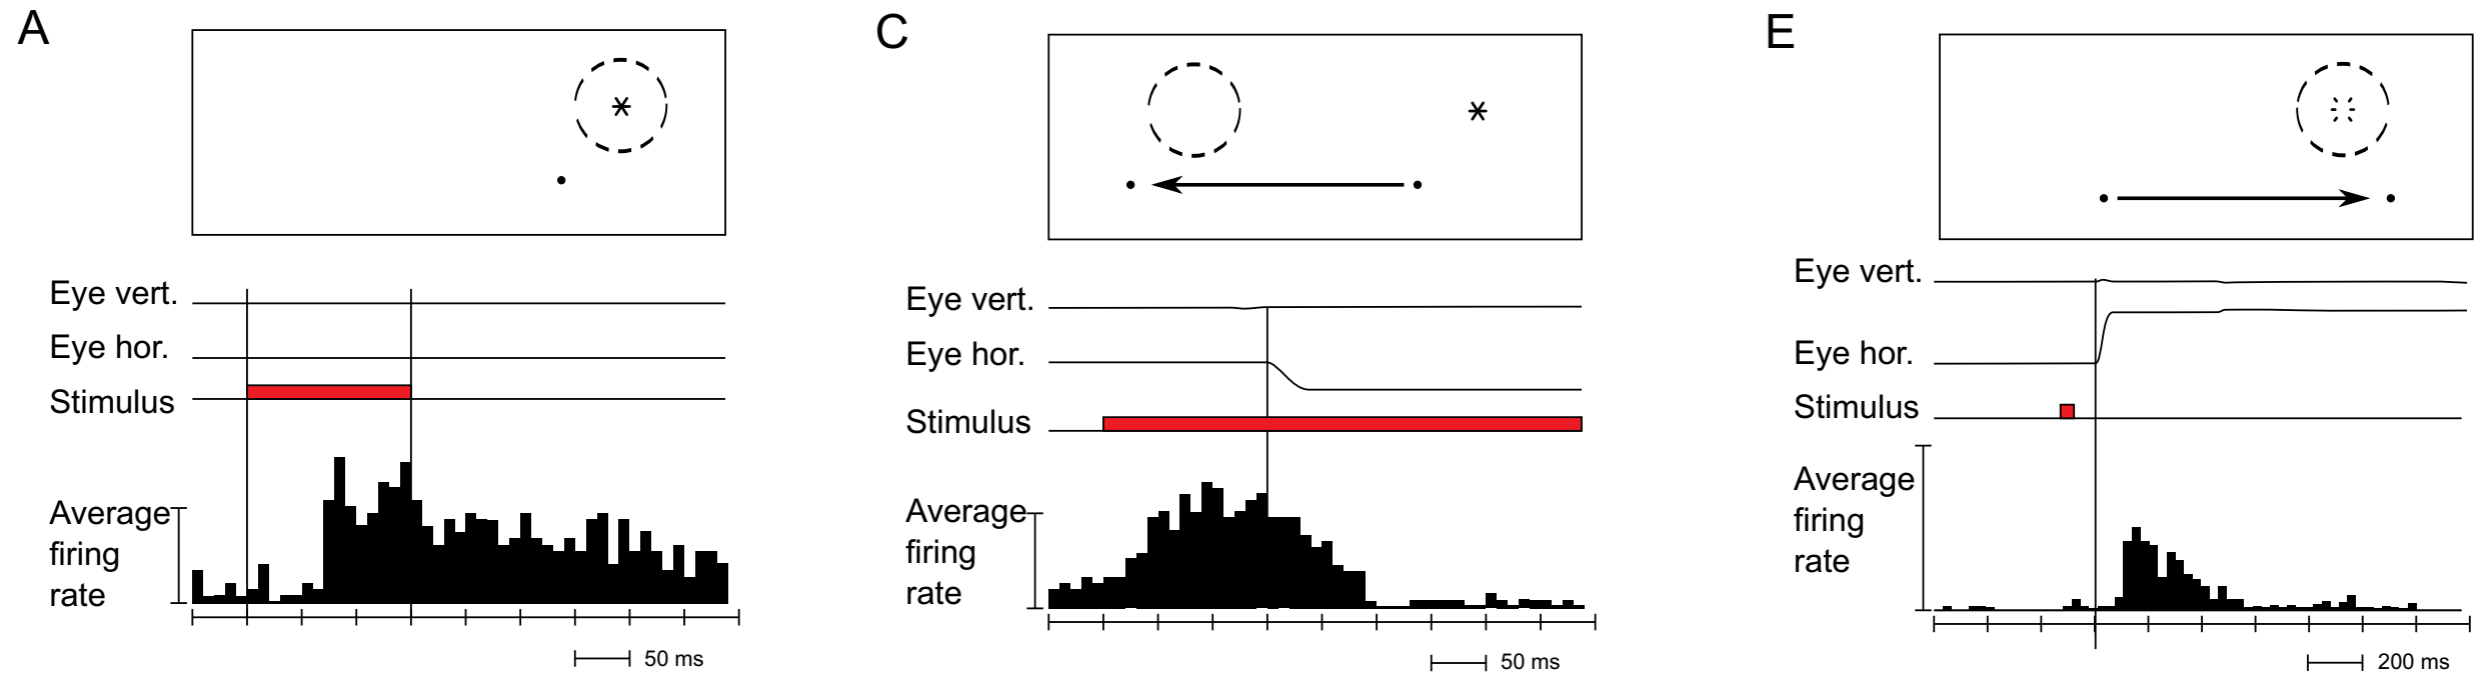 A
Eye vert.
Eye hor.
Stimulus
Average
firing
rate
50 ms
C
Eye vert.
Eye hor.
Stimulus
Average
firing
rate
50 ms
E
Eye vert.
Eye hor.
Stimulus
Average
firing
rate
200 ms